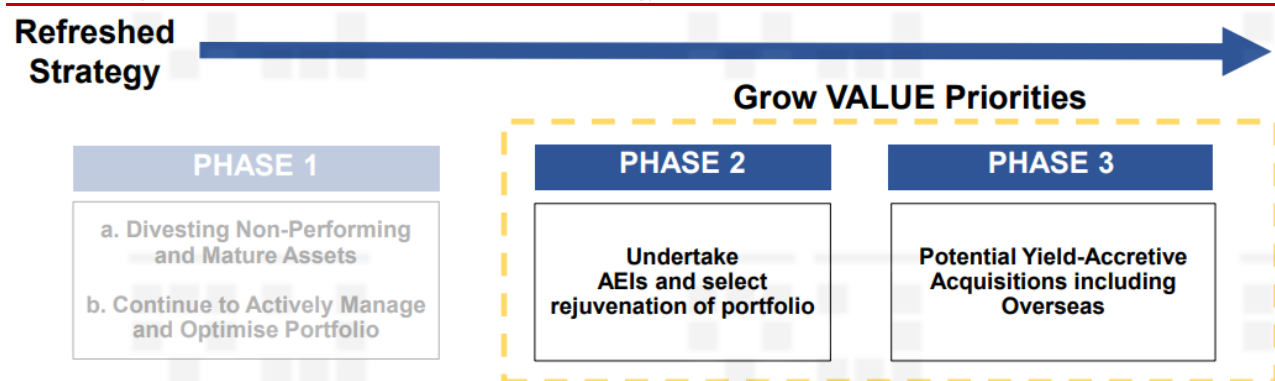 Refreshed
Strategy
Grow VALUE Priorities
PHASE 1
a. Divesting Non-Performing
and Mature Assets
b. Continue to Actively Manage
and Optimise Portfolio
PHASE 2
Undertake
AEIs and select
rejuvenation of portfolio
PHASE 3
Potential Yield-Accretive
Acquisitions including
Overseas